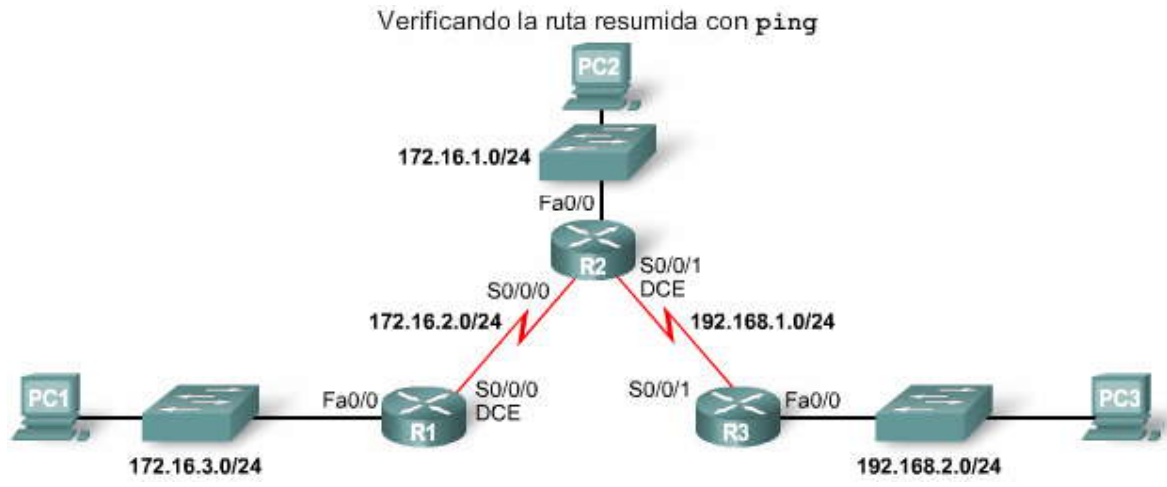 Verificando la ruta resumida con ping
PC2
172.16.1.0/24
Fa0/0
R2
S0/0/0
S0/0/1
DCE
172.16.2.0/24
192.168.1.0/24
PC1
Fa0/0
S0/0/0
DCE
R1
S0/0/1
Fa0/0
R3
PC3
172.16.3.0/24
192.168.2.0/24